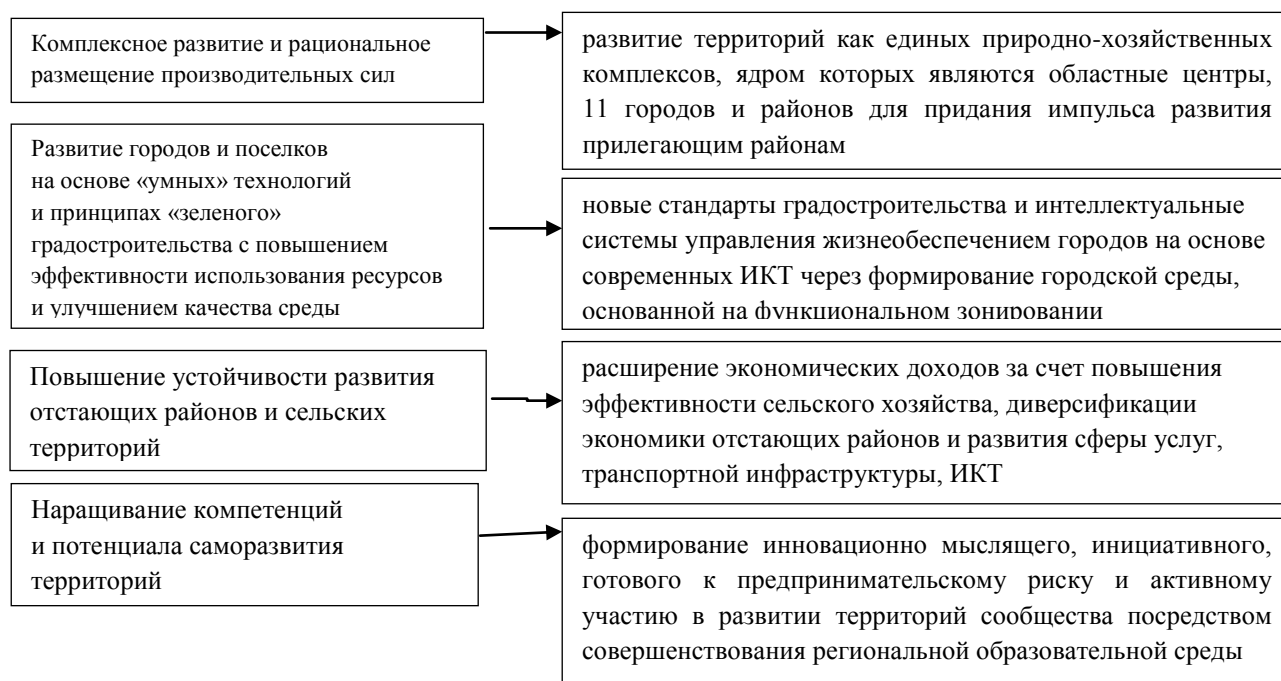 Комплексное развитие и рациональное
размещение производительных сил
развитие территорий как единых природно-хозяйственных
комплексов, ядром которых являются областные центры,
11 городов и районов для придания импульса развития
прилегающим районам
Развитие городов и поселков
на основе «умных» технологий
и принципах «зеленого»
градостроительства с повышением
эффективности использования ресурсов
и улучшением качества среды
новые стандарты градостроительства и интеллектуальные
системы управления жизнеобеспечением городов на основе
современных ИКТ через формирование городской среды,
основанной на функциональном зонировании
Повышение устойчивости развития
отстающих районов и сельских
территорий
расширение экономических доходов за счет повышения
эффективности сельского хозяйства, диверсификации
экономики отстающих районов и развития сферы услуг,
транспортной инфраструктуры, ИКТ
Наращивание компетенций
и потенциала саморазвития
территорий
формирование инновационно мыслящего, инициативного,
готового к предпринимательскому риску и активному
участию в развитии территорий сообщества посредством
совершенствования региональной образовательной среды